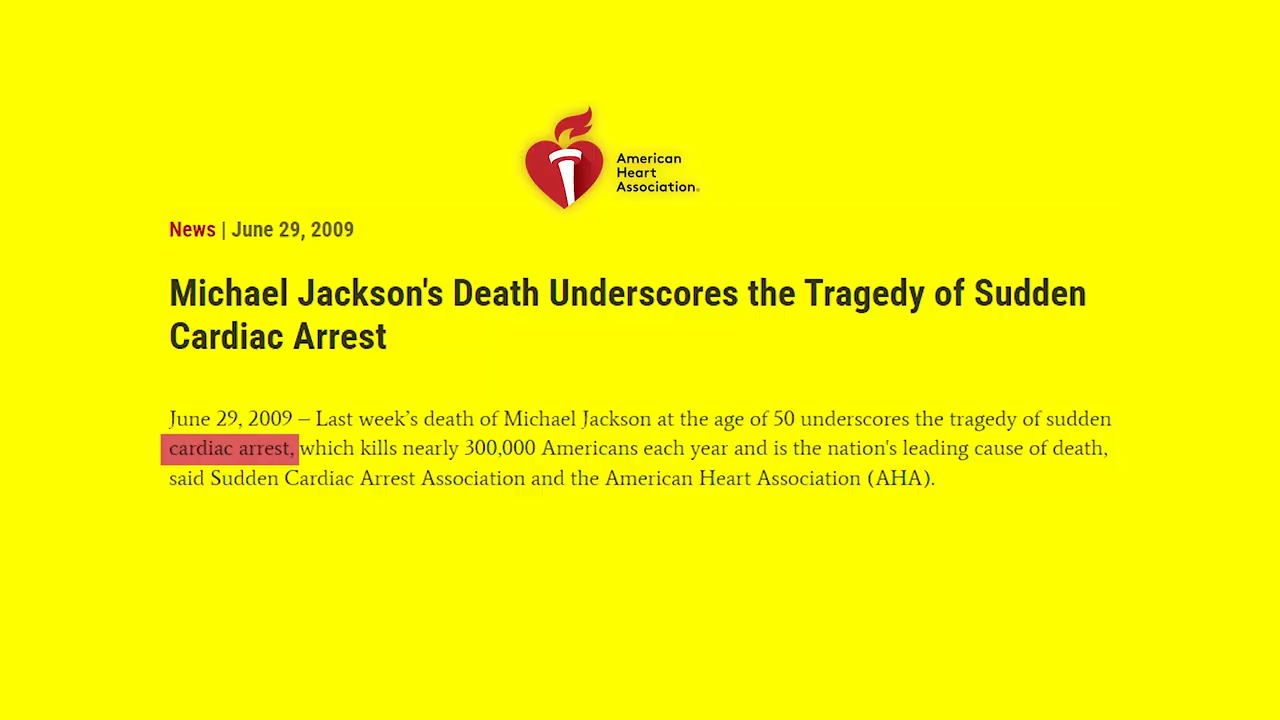 American
Heart
Association.
News | June 29, 2009
Michael Jackson's Death Underscores the Tragedy of Sudden
Cardiac Arrest
June 29, 2009 – Last week’s death of Michael Jackson at the age of 50 underscores the tragedy of sudden
cardiac arrest, which kills nearly 300,000 Americans each year and is the nation's leading cause of death,
said Sudden Cardiac Arrest Association and the American Heart Association (AHA).